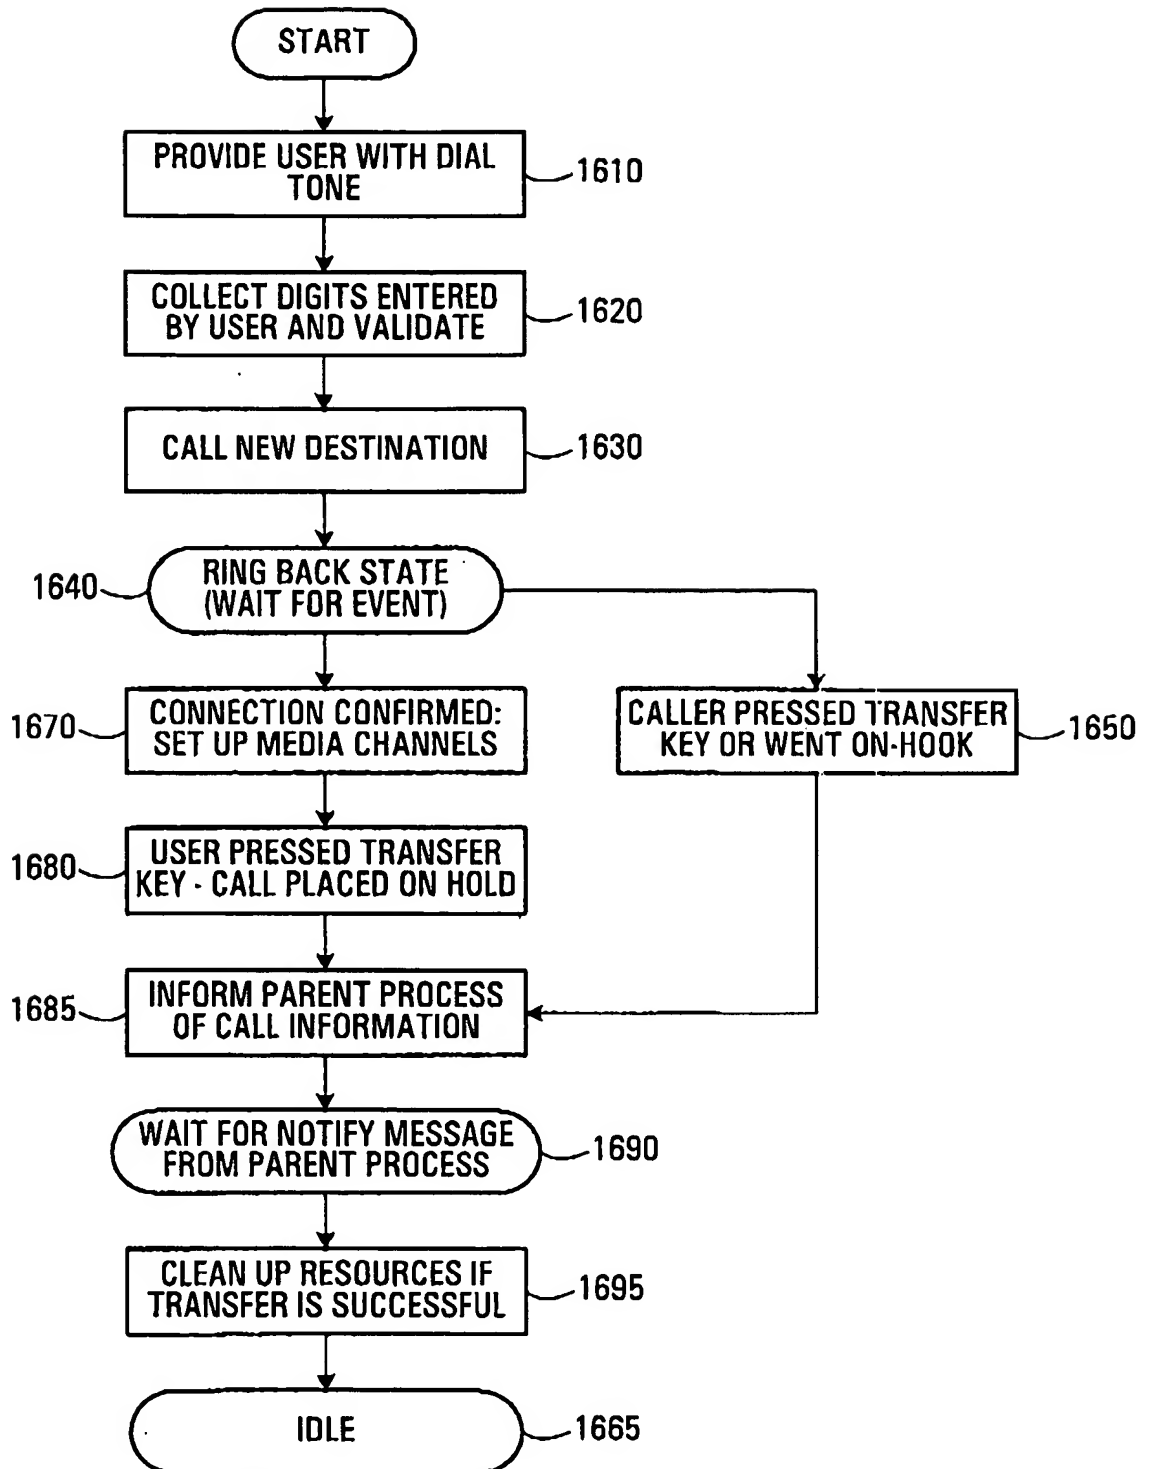 START
PROVIDE USER WITH DIAL
TONE
1610
COLLECT DIGITS ENTERED
BY USER AND VALIDATE
1620
CALL NEW DESTINATION
1630
RING BACK STATE
(WAIT FOR EVENT)
1640
CONNECTION CONFIRMED:
SET UP MEDIA CHANNELS
1670
CALLER PRESSED TRANSFER
KEY OR WENT ON-HOOK
1650
USER PRESSED TRANSFER
KEY - CALL PLACED ON HOLD
1680
INFORM PARENT PROCESS
OF CALL INFORMATION
1685
WAIT FOR NOTIFY MESSAGE
FROM PARENT PROCESS
1690
CLEAN UP RESOURCES IF
TRANSFER IS SUCCESSFUL
1695
IDLE
1665